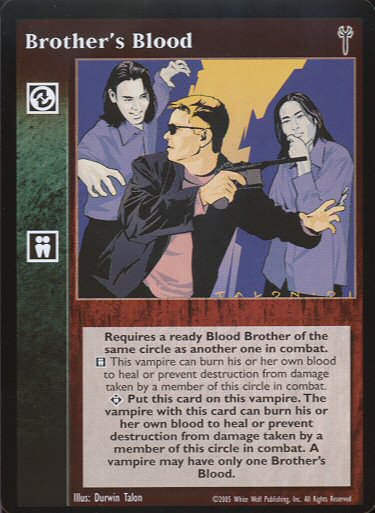 Brother's Blood
TALON 01
Requires a ready Blood Brother of the
same circle as another one in combat.
This vampire can burn his or her own blood
to heal or prevent destruction from damage
taken by a member of this circle in combat.
Put this card on this vampire. The
vampire with this card can burn his or
her own blood to heal or prevent
destruction from damage taken by a
member of this circle in combat. A
vampire may have only one Brother's
Blood.
Illus: Durwin Talon
©2005 White Wolf Publishing, Inc. All Rights Reserved.